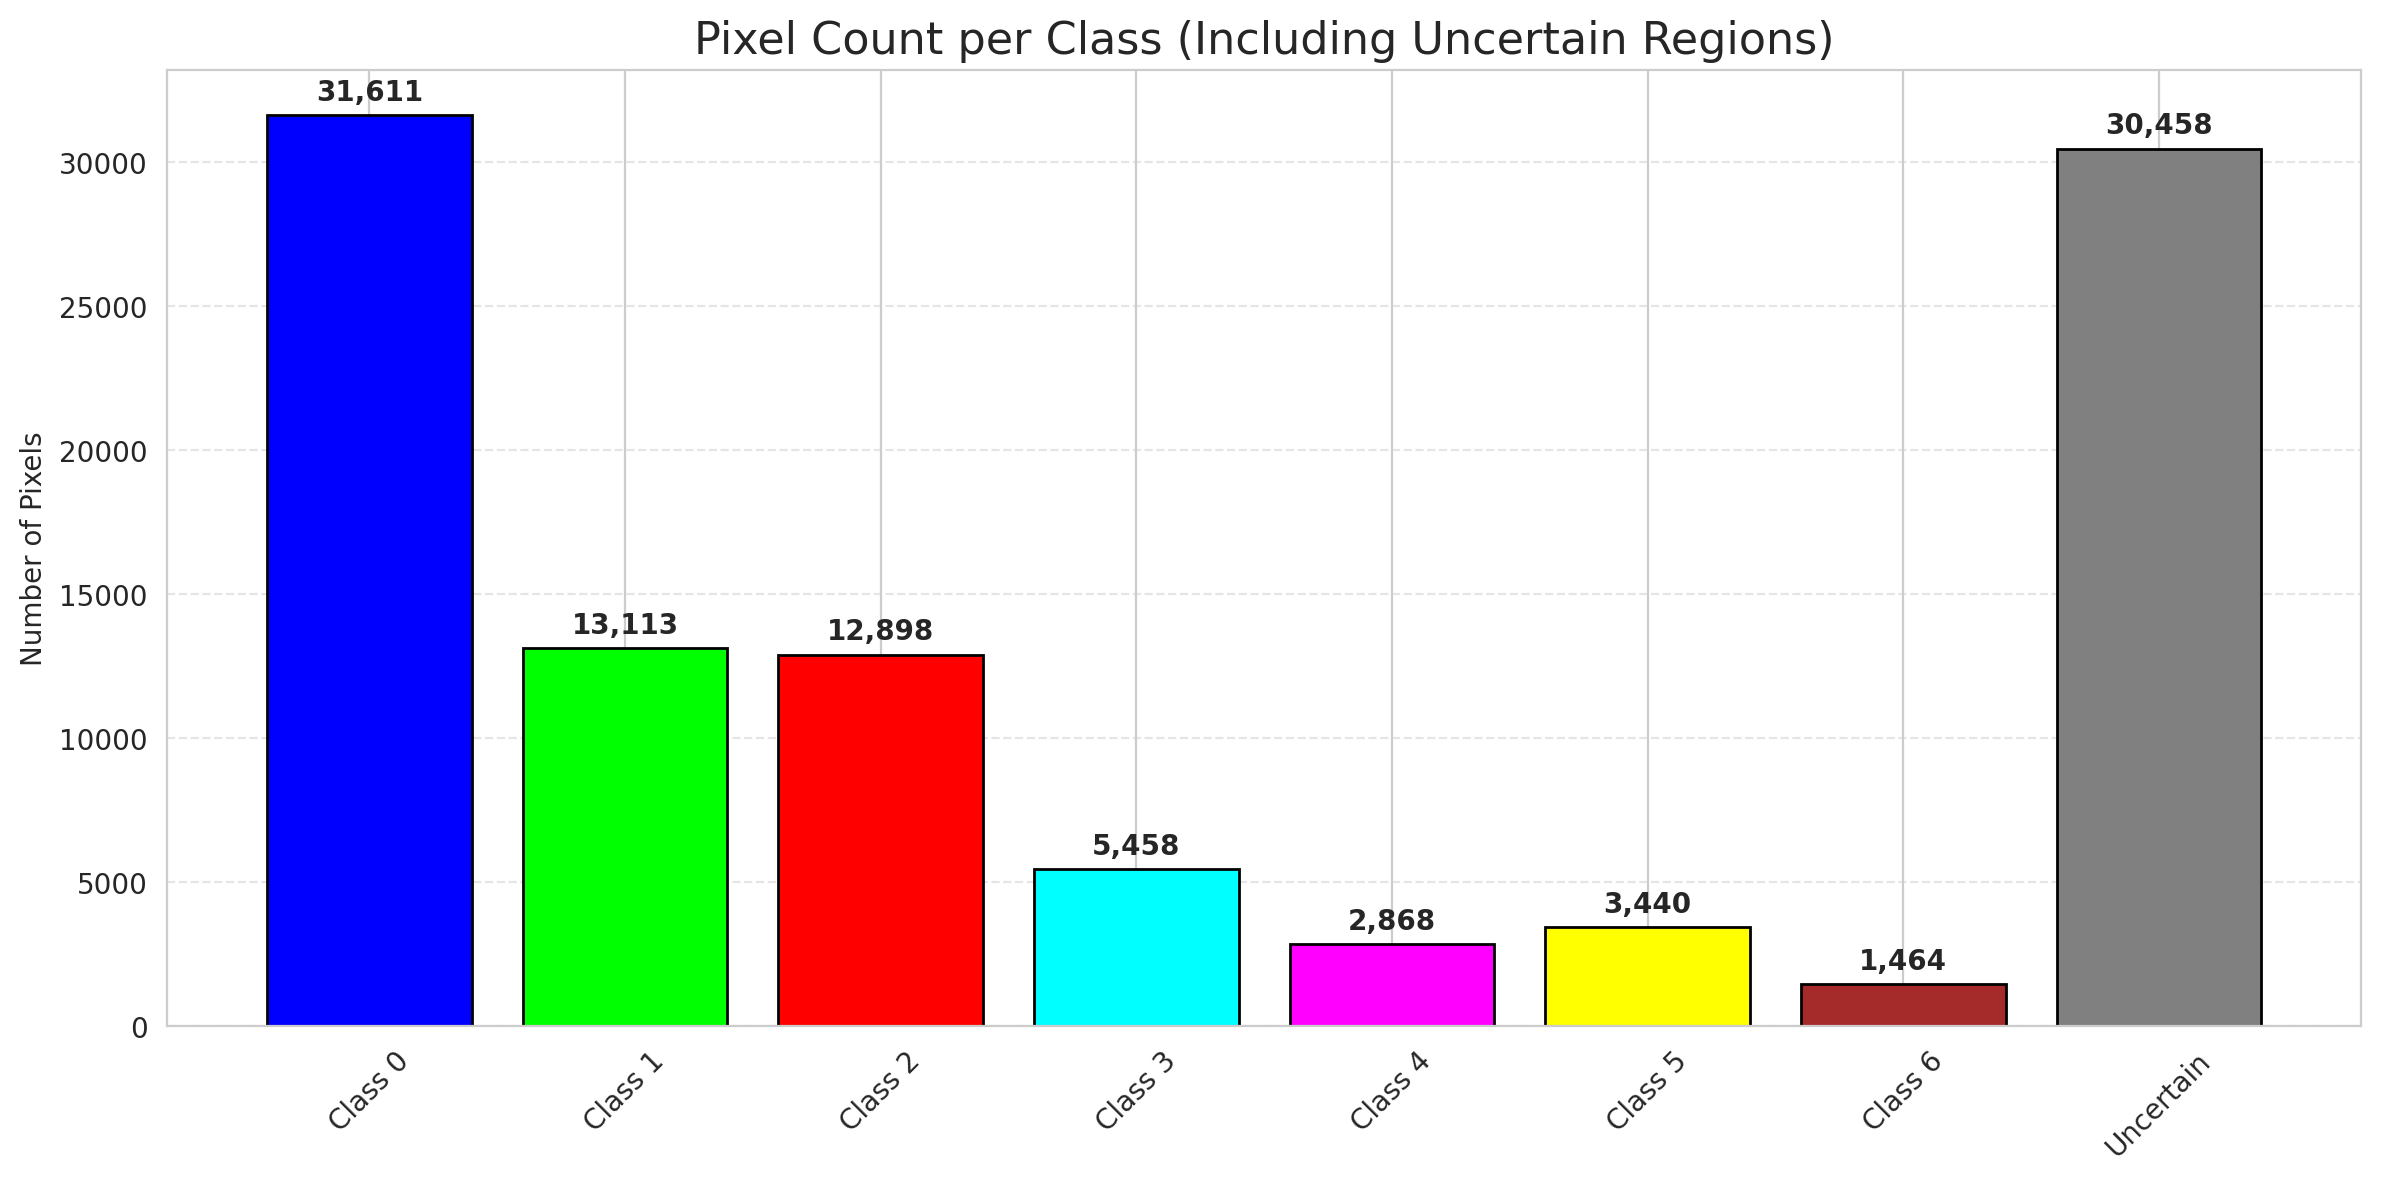 Pixel Count per Class (Including Uncertain Regions)
Number of Pixels
30000
25000
20000
15000
10000
5000
0
31,611
13,113
12,898
5,458
2,868
3,440
1,464
30,458
Class 0
Class 1
Class 2
Class 3
Class 4
Class 5
Class 6
Uncertain